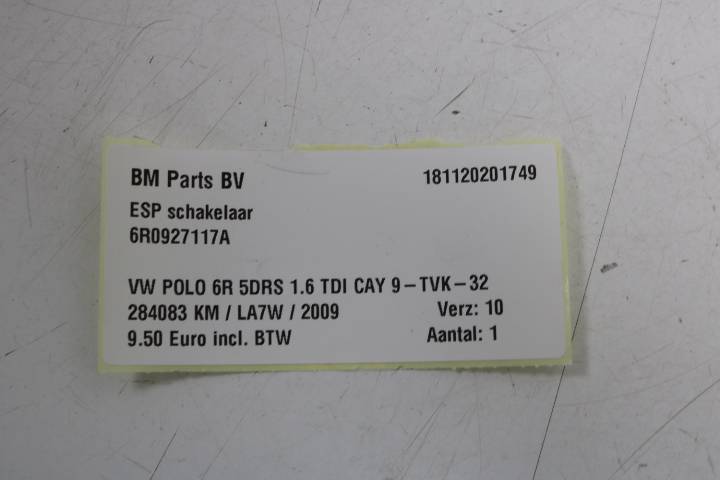 BM Parts BV 181120201749
ESP schakelaar
6R0927117A
VW POLO 6R 5DRS 1.6 TDI CAY 9-TVK-32
284083 KM / LA7W / 2009 Verz: 10
9.50 Euro incl. BTW Aantal: 1